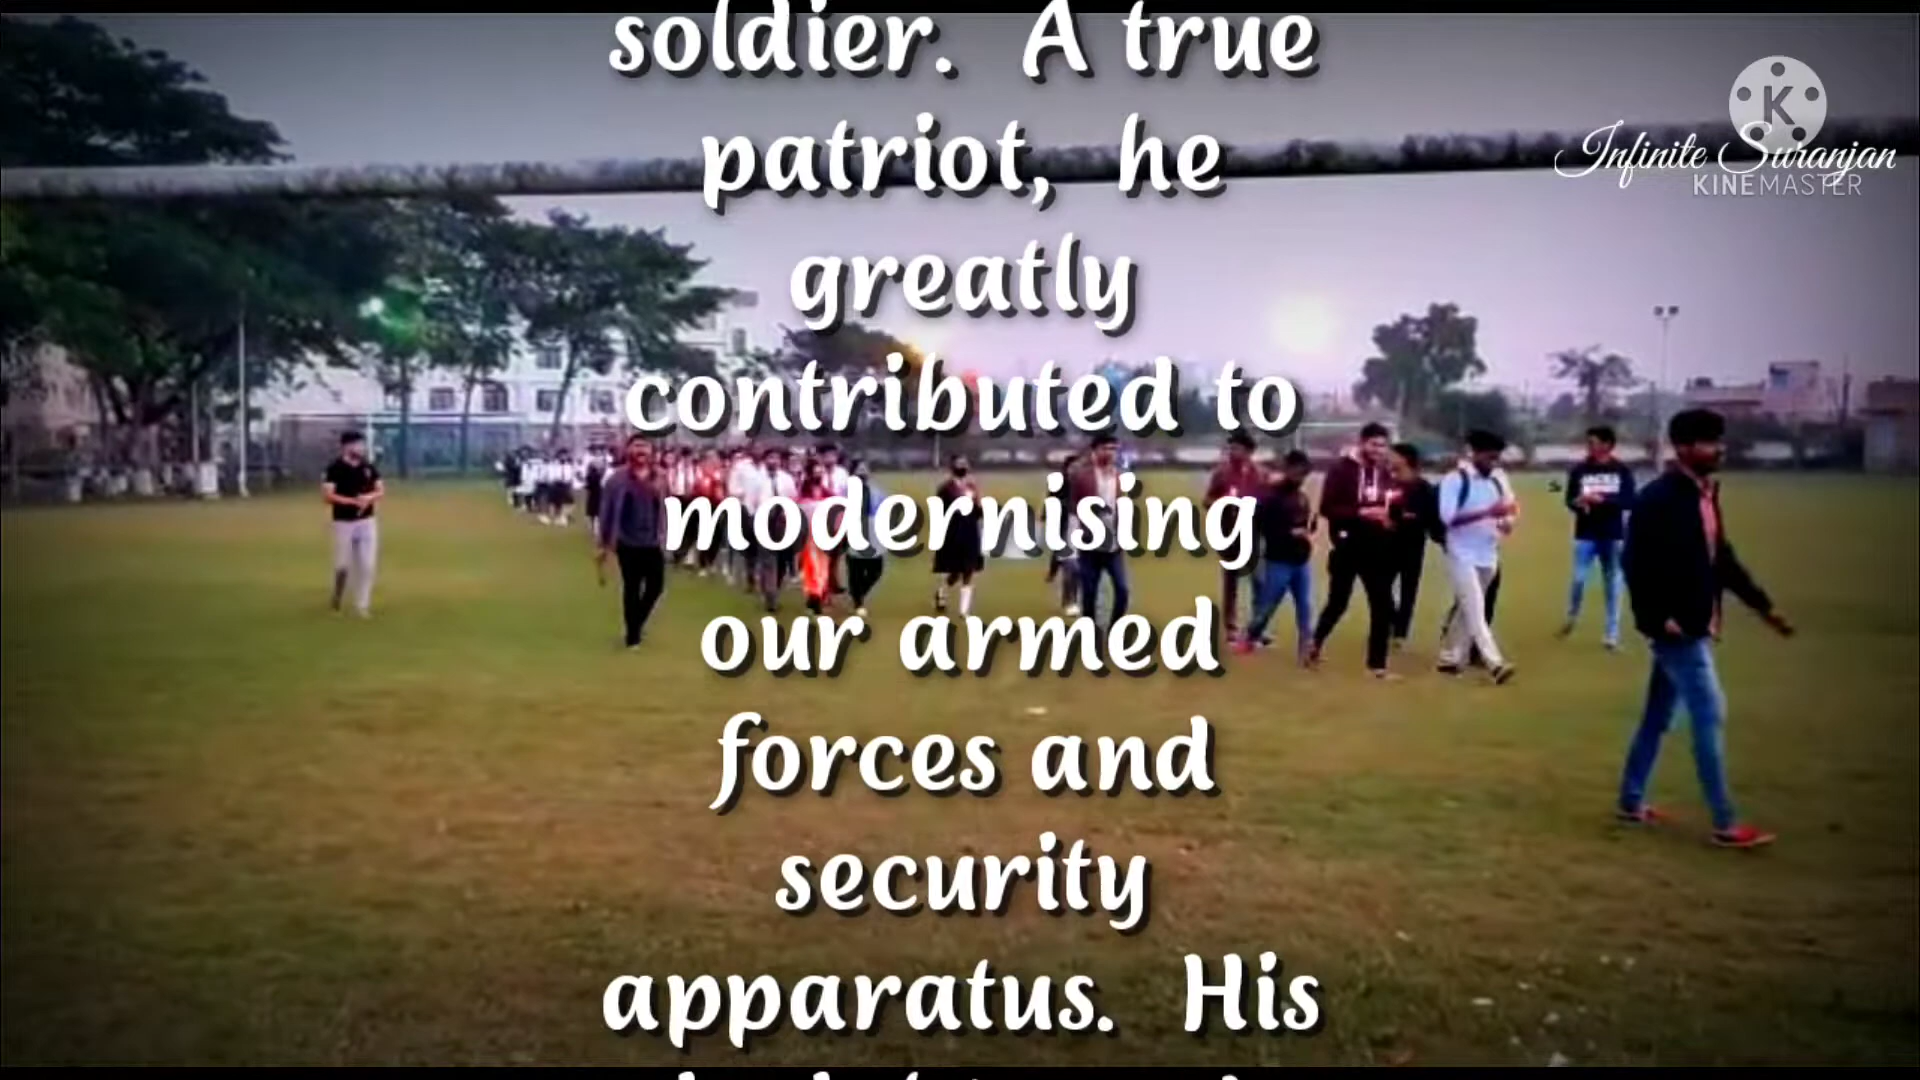 soldier. A true
patriot, he
greatly
contributed to
modernising
our armed
forces and
security
apparatus. His
K
Infinite Suranjan
KINEMASTER